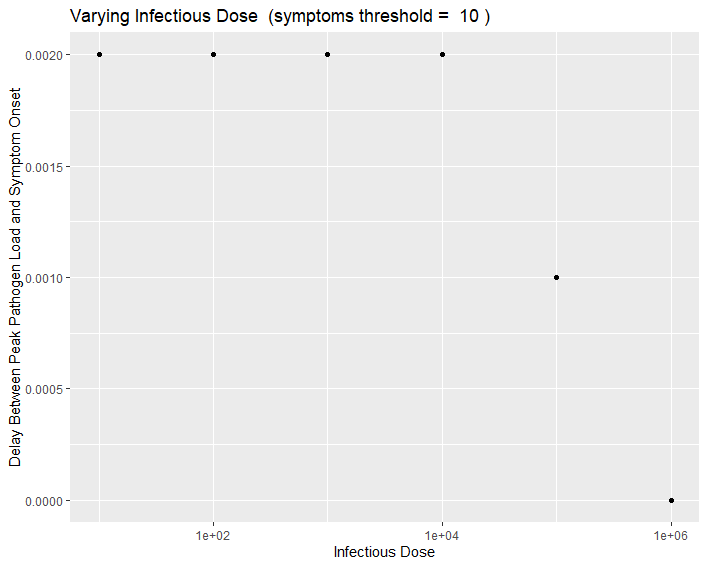 Varying Infectious Dose  (symptoms threshold =  10 )
Delay Between Peak Pathogen Load and Symptom Onset
0.0020
0.0015
0.0010
0.0005
0.0000
1e+02 1e+04 1e+06
Infectious Dose